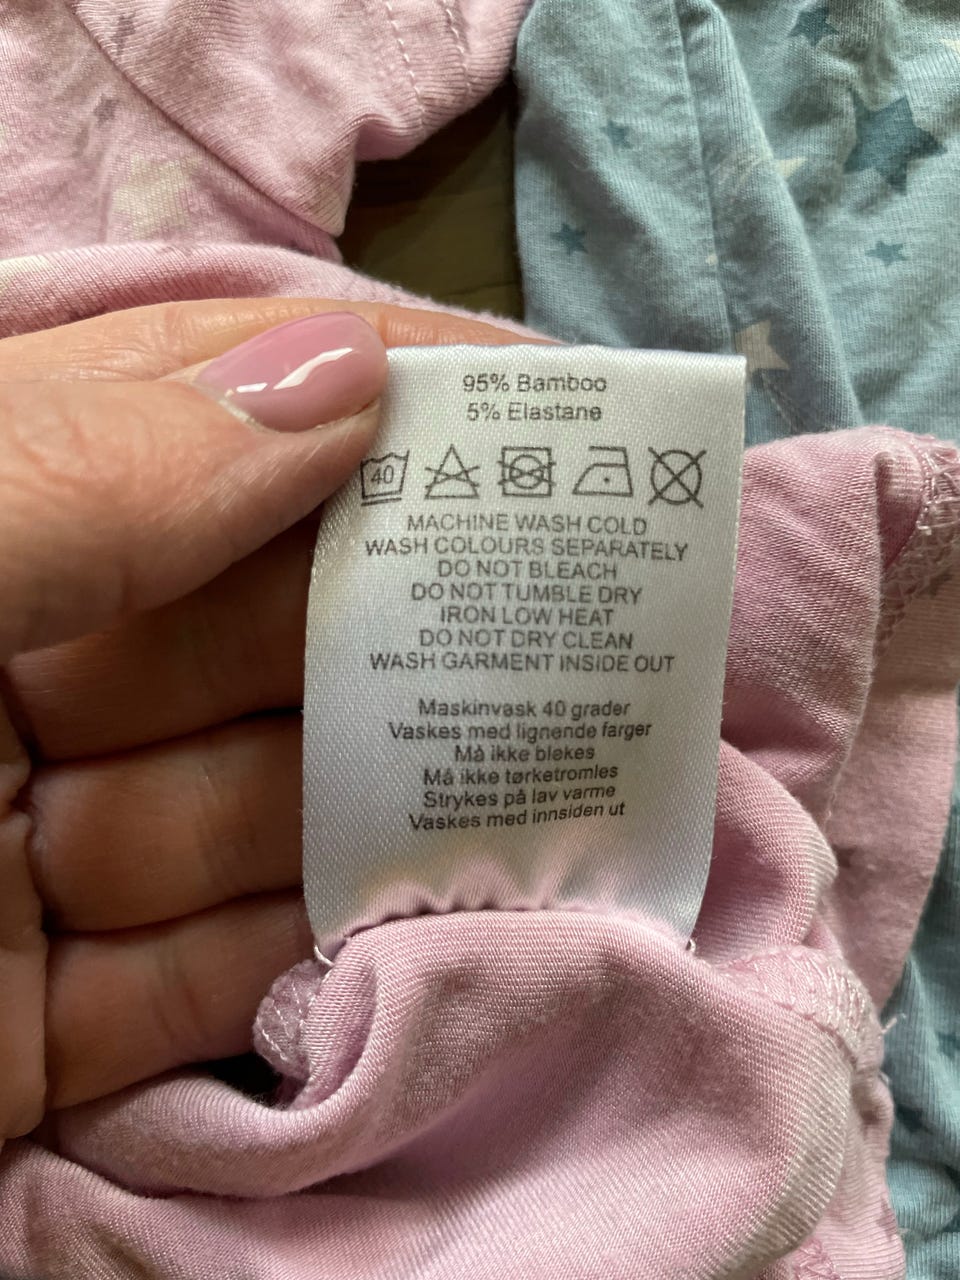 95% Bamboo
5% Elastane
40
MACHINE WASH COLD
WASH COLOURS SEPARATELY
DO NOT BLEACH
DO NOT TUMBLE DRY
IRON LOW HEAT
DO NOT DRY CLEAN
WASH GARMENT INSIDE OUT
Maskinvask 40 grader
Vaskes med lignende farger
Må ikke blekes
Må ikke tørketromles
Strykes på lav varme
Vaskes med innsiden ut